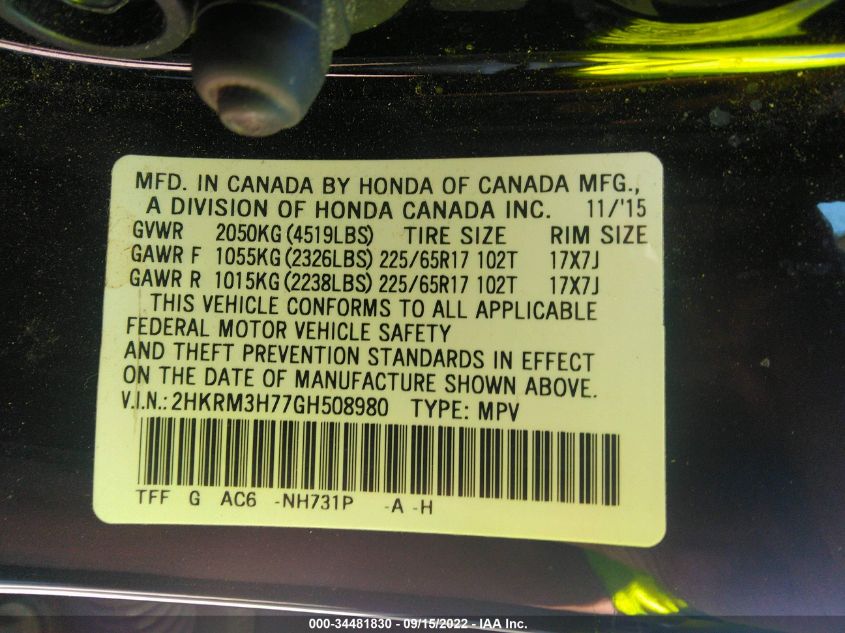 MFD. IN CANADA BY HONDA OF CANADA MFG.,
A DIVISION OF HONDA CANADA INC. 11/'15
GVWR 2050KG (4519LBS) TIRE SIZE RIM SIZE
GAWR F 1055KG (2326LBS) 225/65R17 102T 17X7J
GAWR R 1015KG (2238LBS) 225/65R17 102T 17X7J
THIS VEHICLE CONFORMS TO ALL APPLICABLE
FEDERAL MOTOR VEHICLE SAFETY
AND THEFT PREVENTION STANDARDS IN EFFECT
ON THE DATE OF MANUFACTURE SHOWN ABOVE.
V.I.N.: 2HKRM3H77GH508980 TYPE: MPV
TFF G AC6 -NH731P -A -H
000-34481830 - 09/15/2022 - IAA Inc.